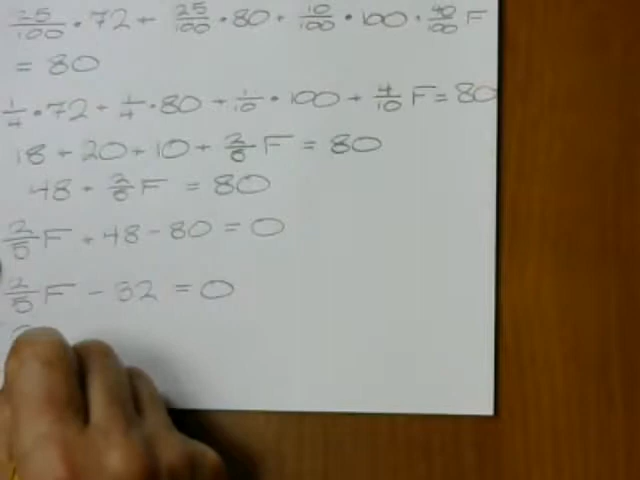 25/100 • 72 + 25/100 • 80 + 10/100 • 100 + 40/100 F
= 80
1/4 • 72 + 1/4 • 80 + 1/10 • 100 + 4/10 F = 80
18 + 20 + 10 + 2/5 F = 80
48 + 2/5 F = 80
2/5 F + 48 - 80 = 0
2/5 F - 32 = 0